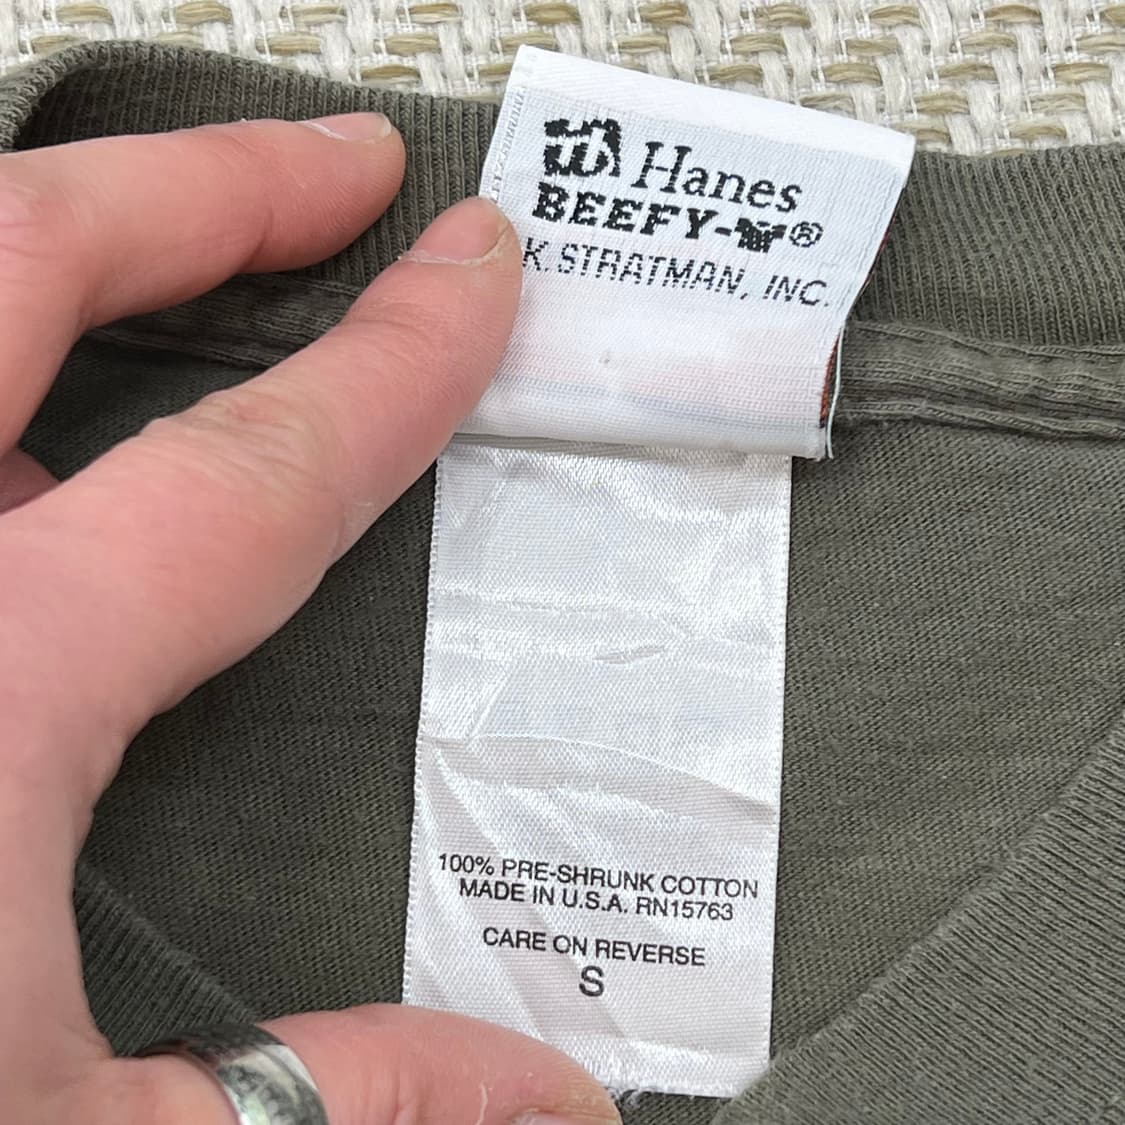 Hanes
BEEFY-T®
K. STRATMAN, INC.
100% PRE-SHRUNK COTTON
MADE IN U.S.A. RN15763
CARE ON REVERSE
S